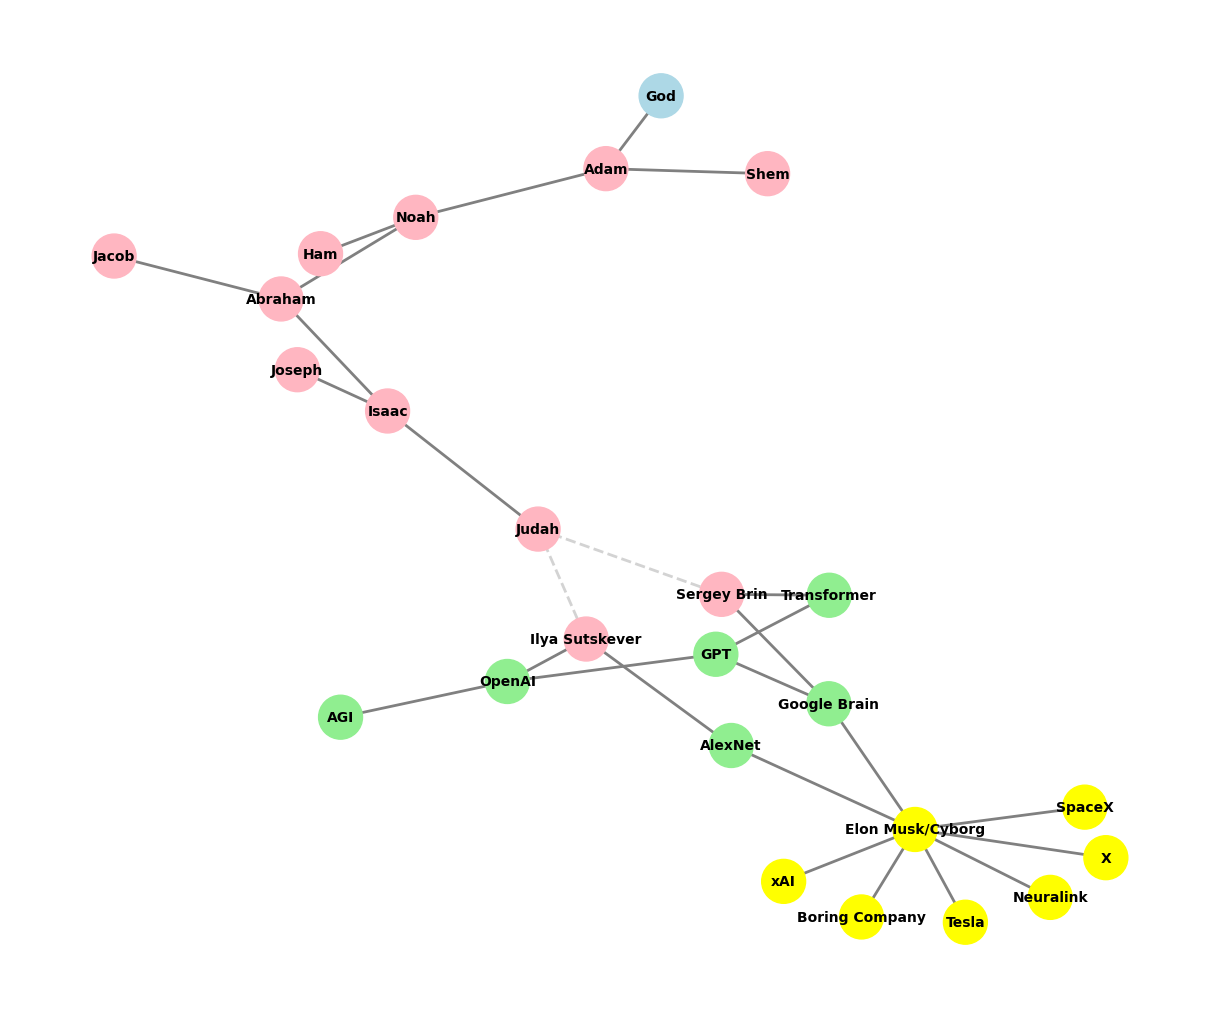 God
Adam
Shem
Noah
Ham
Jacob
Abraham
Joseph
Isaac
Judah
Sergey Brin
Transformer
Ilya Sutskever
GPT
OpenAI
Google Brain
AGI
AlexNet
SpaceX
Elon Musk/Cyborg
X
xAI
Neuralink
Boring Company
Tesla